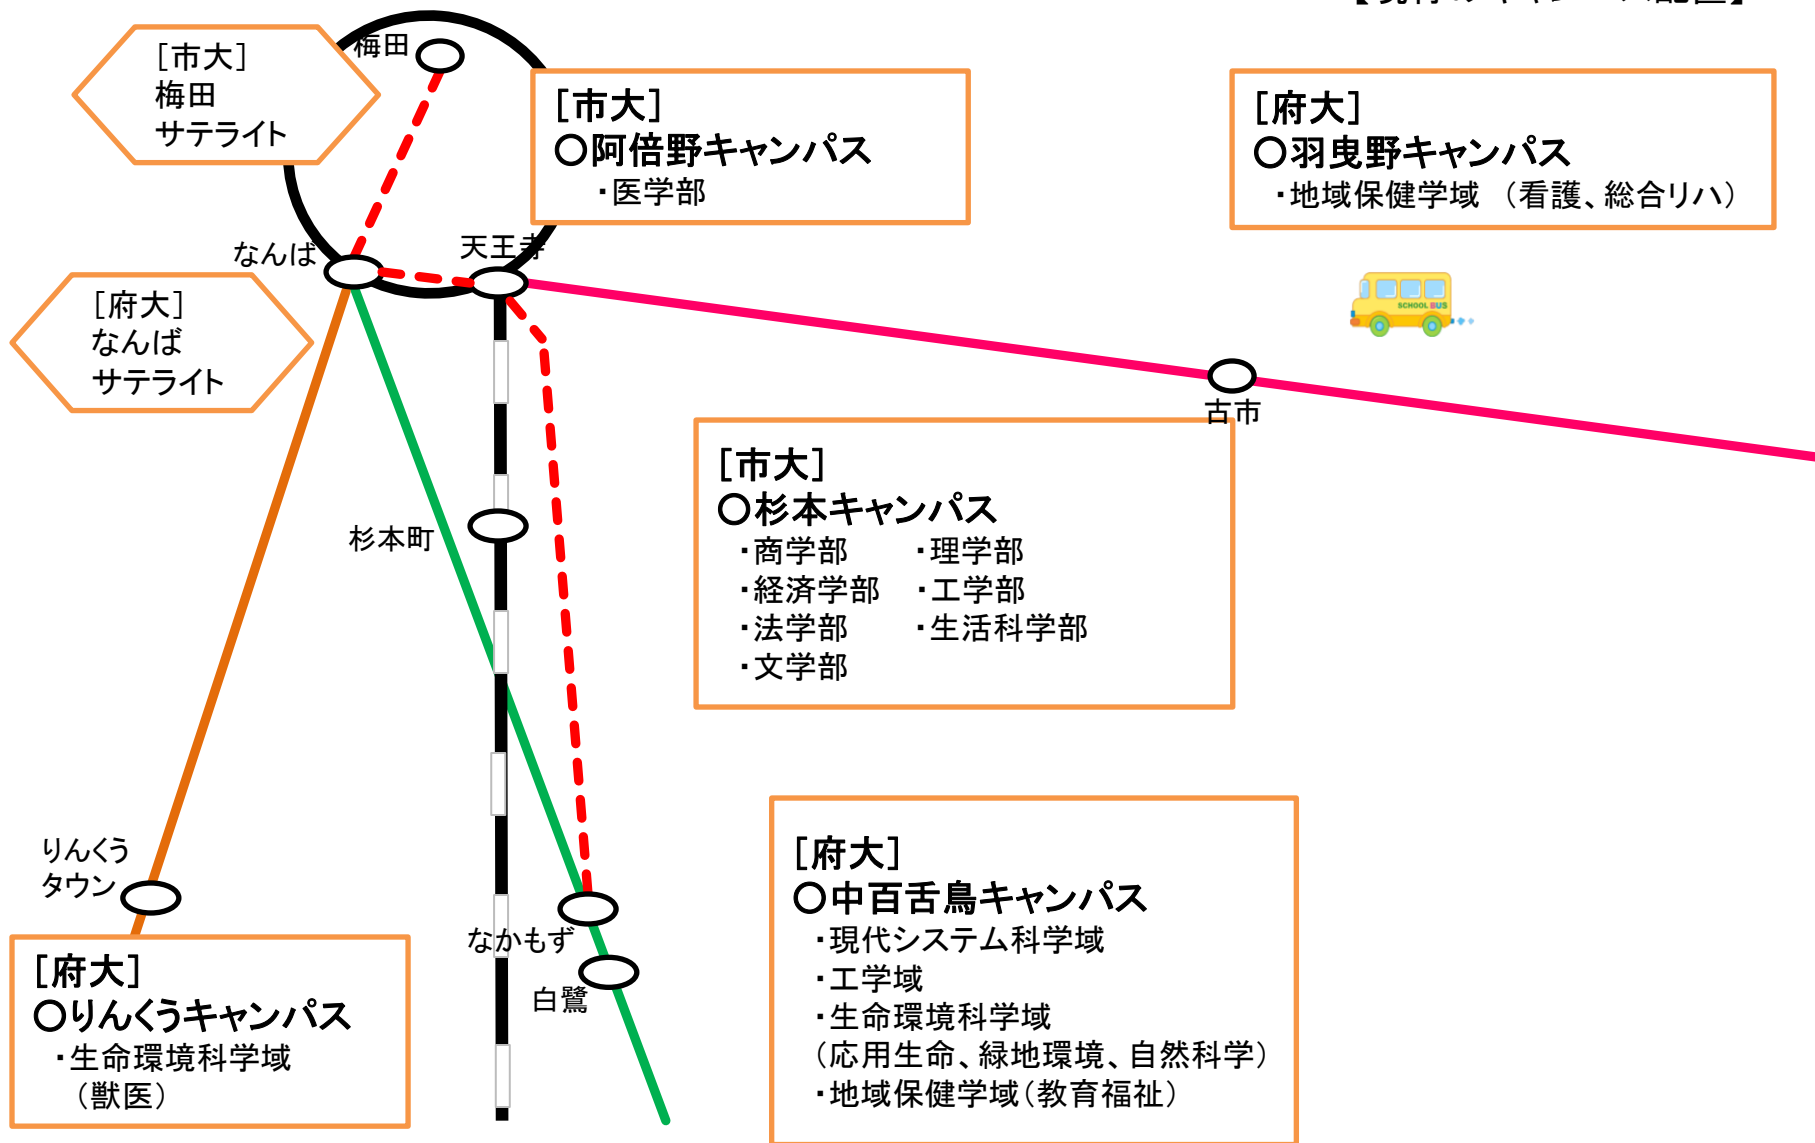 梅田
［市大］
梅田
サテライト
［市大］
○阿倍野キャンパス
・医学部
［府大］
○羽曳野キャンパス
・地域保健学域　（看護、総合リハ）
なんば
天王寺
SCHOOL BUS
［府大］
なんば
サテライト
古市
［市大］
○杉本キャンパス
・商学部　　・理学部
・経済学部　・工学部
・法学部　　・生活科学部
・文学部
杉本町
りんくう
タウン
なかもず
白鷺
［府大］
○りんくうキャンパス
・生命環境科学域
（獣医）
［府大］
○中百舌鳥キャンパス
・現代システム科学域
・工学域
・生命環境科学域
（応用生命、緑地環境、自然科学）
・地域保健学域（教育福祉）